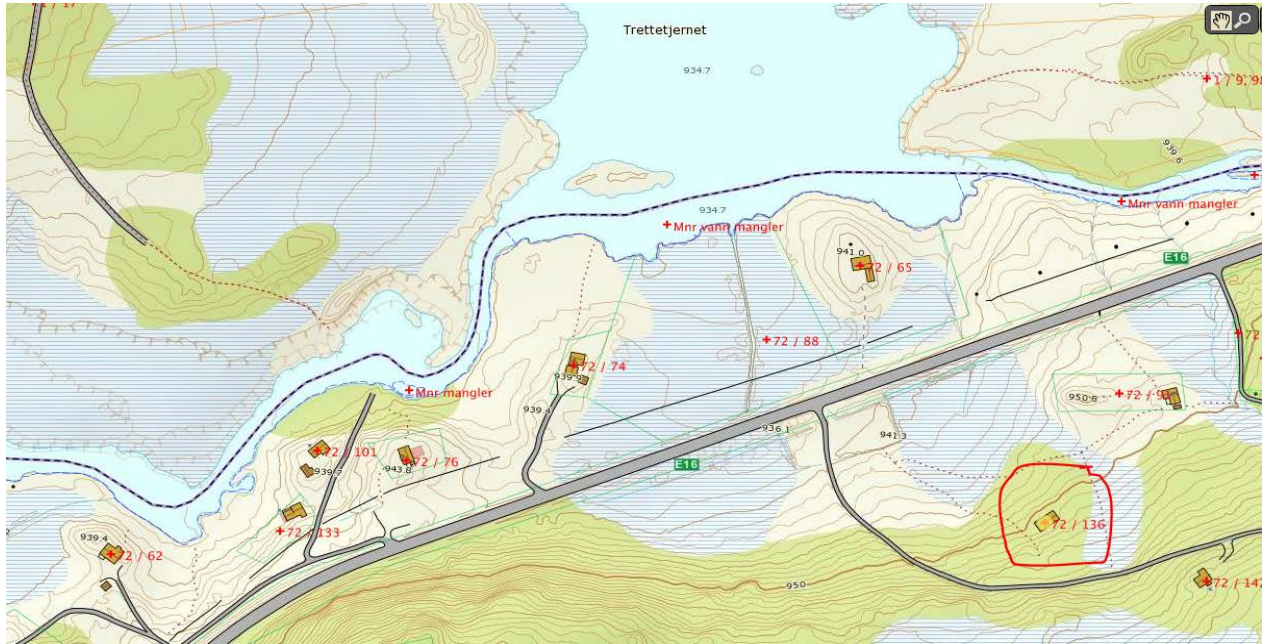 Trettetjernet
934.7
1 / 9, 98
939.6
934.7
Mnr vann mangler
Mnr vann mangler
941.0
72 / 65
E16
72 / 88
72
72 / 74
939.9
939.4
Mnr mangler
950.8
72 / 91
936.1
941.3
72 / 101
939.7
72 / 76
943.8
E16
72 / 133
72 / 136
939.4
72 / 62
950
72 / 142